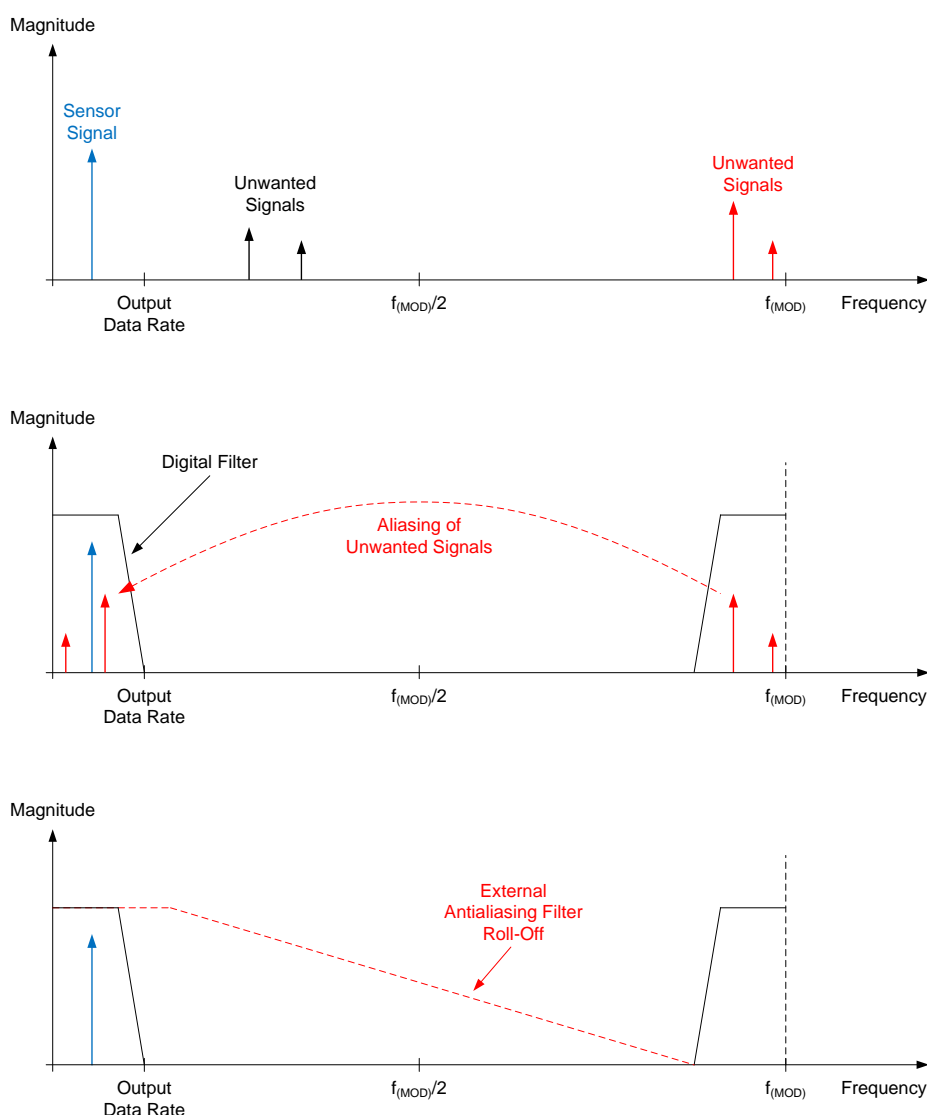 Magnitude
Sensor
Signal
Unwanted
Signals
Unwanted
Signals
Output
Data Rate
f(MOD)/2
f(MOD)
Frequency
Magnitude
Digital Filter
Aliasing of
Unwanted Signals
Output
Data Rate
f(MOD)/2
f(MOD)
Frequency
Magnitude
External
Antialiasing Filter
Roll-Off
Output
Data Rate
f(MOD)/2
f(MOD)
Frequency